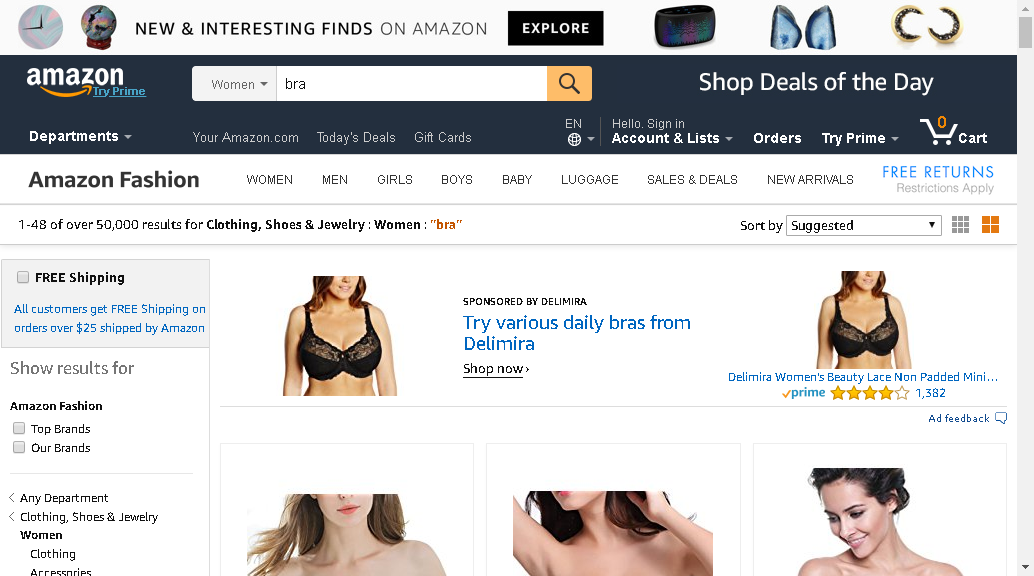 NEW & INTERESTING FINDS ON AMAZON EXPLORE
amazon
Try Prime
Women bra
Shop Deals of the Day
Departments
Your Amazon.com Today's Deals Gift Cards
EN
Hello. Sign in
Account & Lists Orders Try Prime 0 Cart
Amazon Fashion WOMEN MEN GIRLS BOYS BABY LUGGAGE SALES & DEALS NEW ARRIVALS
FREE RETURNS
Restrictions Apply
1-48 of over 50,000 results for Clothing, Shoes & Jewelry : Women : "bra"
Sort by Suggested
FREE Shipping
All customers get FREE Shipping on
orders over $25 shipped by Amazon
Show results for
Amazon Fashion
Top Brands
Our Brands
Any Department
Clothing, Shoes & Jewelry
Women
Clothing
Accessories
SPONSORED BY DELIMIRA
Try various daily bras from
Delimira
Shop now ›
Delimira Women's Beauty Lace Non Padded Mini...
prime 1,382
Ad feedback